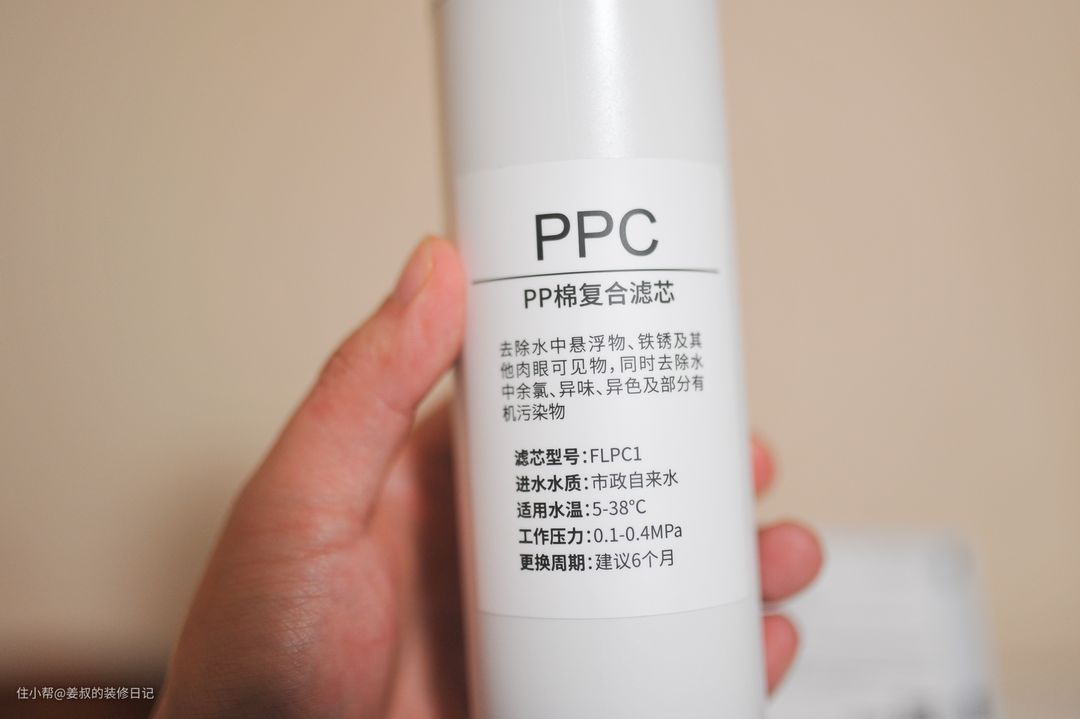 PPC
PP棉复合滤芯
去除水中悬浮物、铁锈及其
他肉眼可见物,同时去除水
中余氯、异味、异色及部分有
机污染物
滤芯型号:FLPC1
进水水质:市政自来水
适用水温:5-38℃
工作压力:0.1-0.4MPa
更换周期:建议6个月
住小帮@姜叔的装修日记